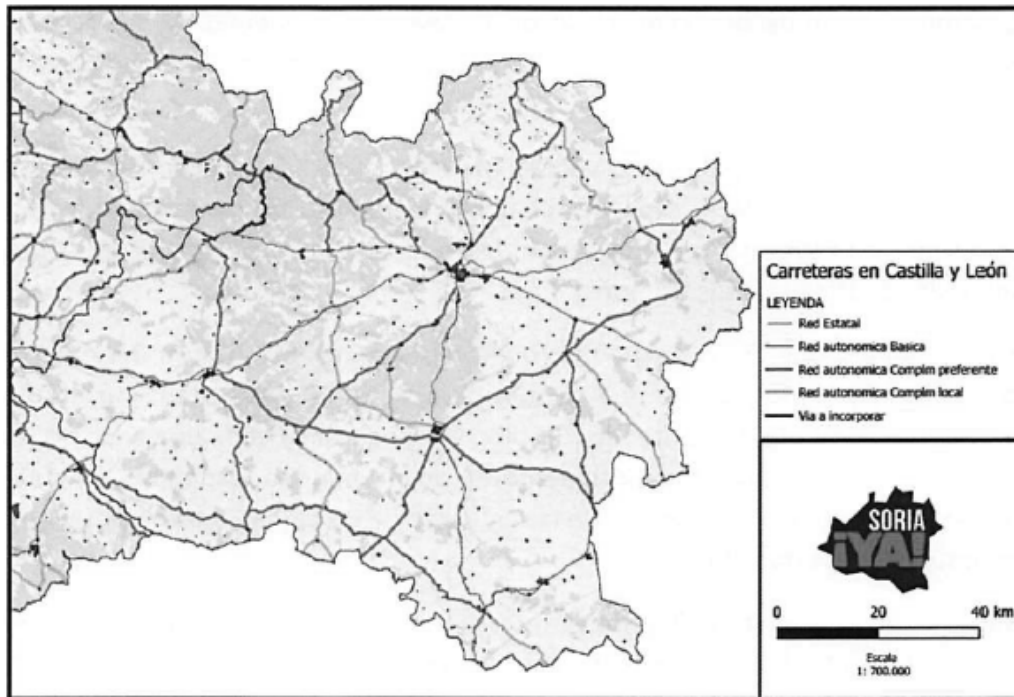 Carreteras en Castilla y León
LEYENDA
Red Estatal
Red autonomica Basica
Red autonomica Complm preferente
Red autonomica Complm local
Via a incorporar
SORIA
¡YA!
0 20 40 km
Escala
1: 700.000